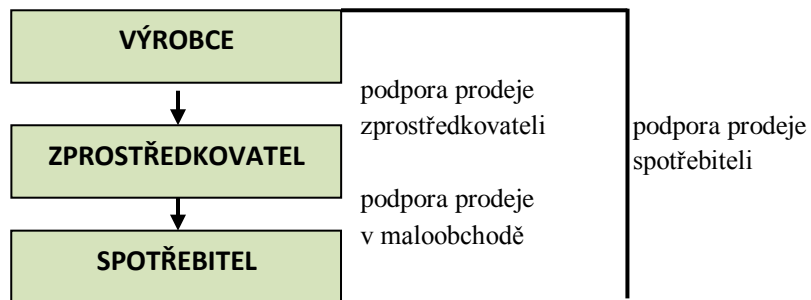 VÝROBCE
podpora prodeje
zprostředkovateli
ZPROSTŘEDKOVATEL
podpora prodeje
spotřebiteli
podpora prodeje
v maloobchodě
SPOTŘEBITEL